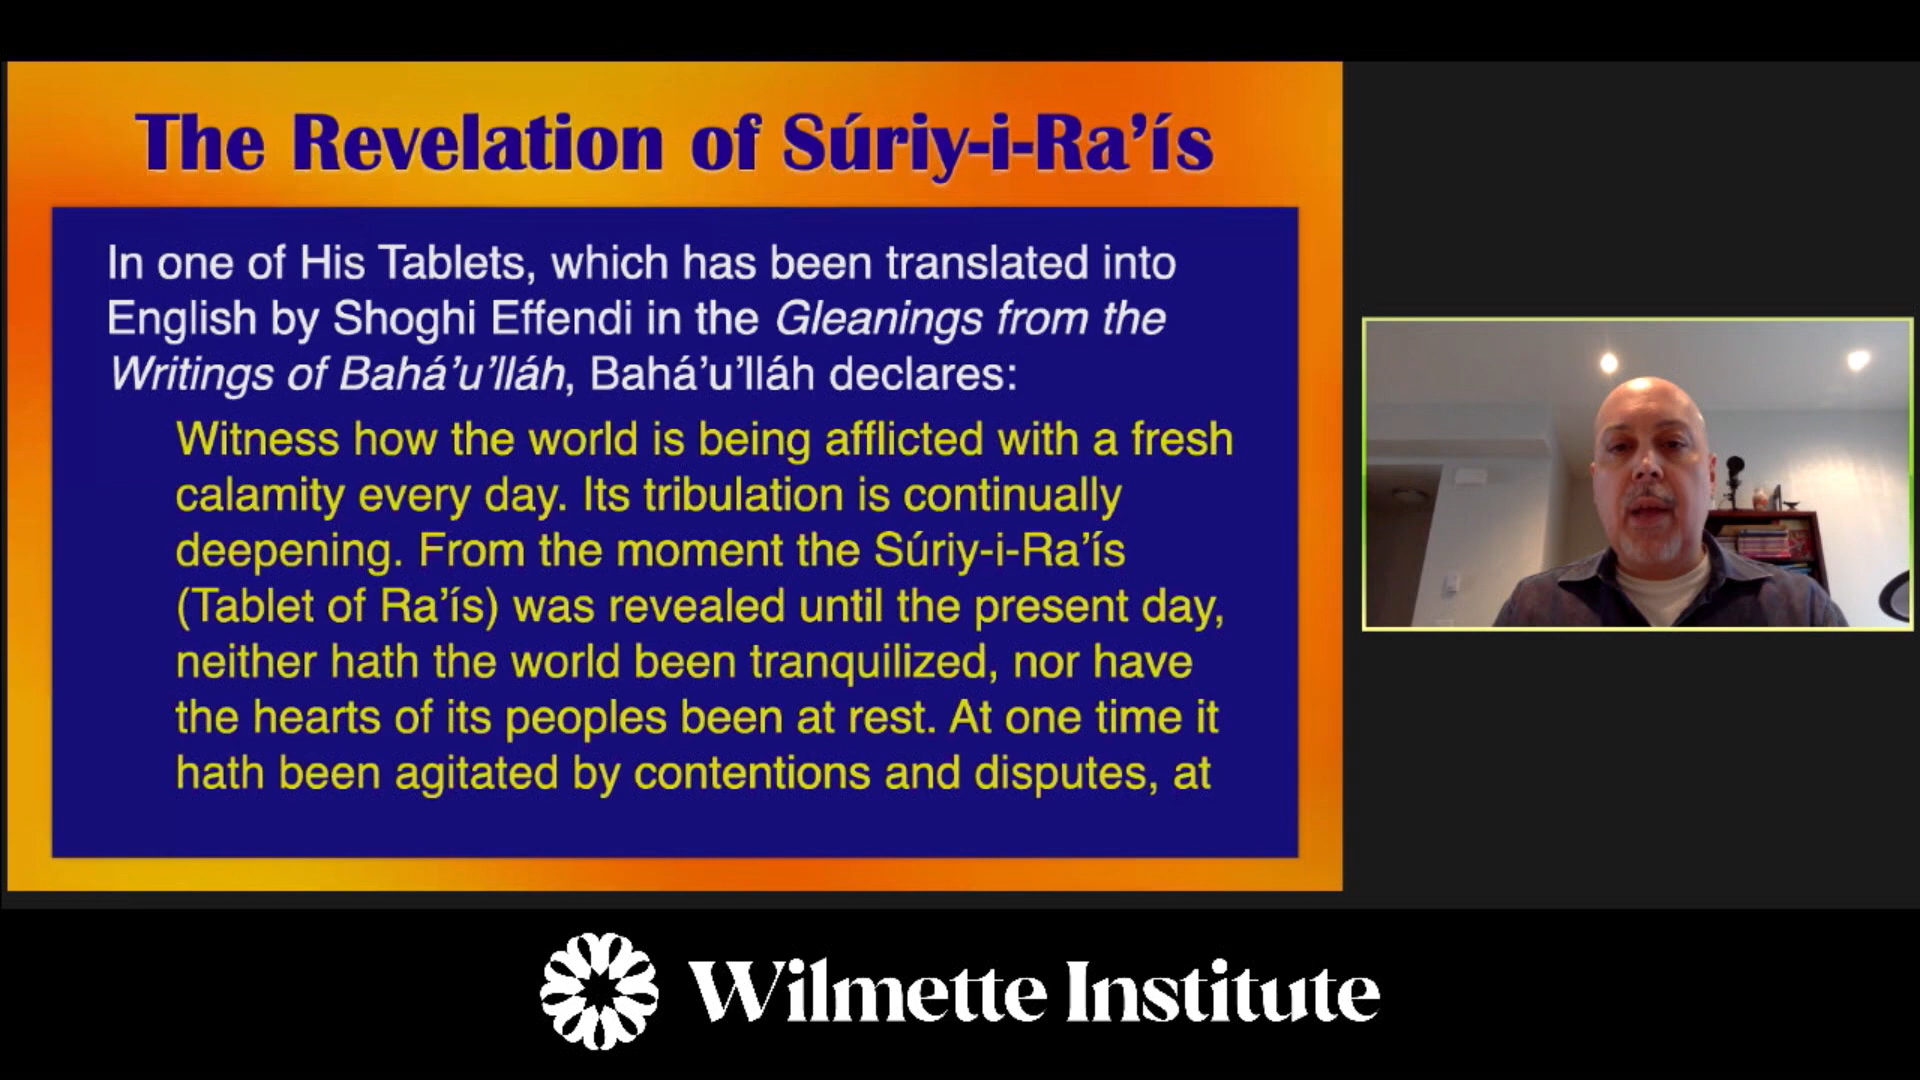 The Revelation of Súriy-i-Ra’ís
In one of His Tablets, which has been translated into
English by Shoghi Effendi in the Gleanings from the
Writings of Bahá’u’lláh, Bahá’u’lláh declares:
Witness how the world is being afflicted with a fresh
calamity every day. Its tribulation is continually
deepening. From the moment the Súriy-i-Ra’ís
(Tablet of Ra’ís) was revealed until the present day,
neither hath the world been tranquilized, nor have
the hearts of its peoples been at rest. At one time it
hath been agitated by contentions and disputes, at
Wilmette Institute